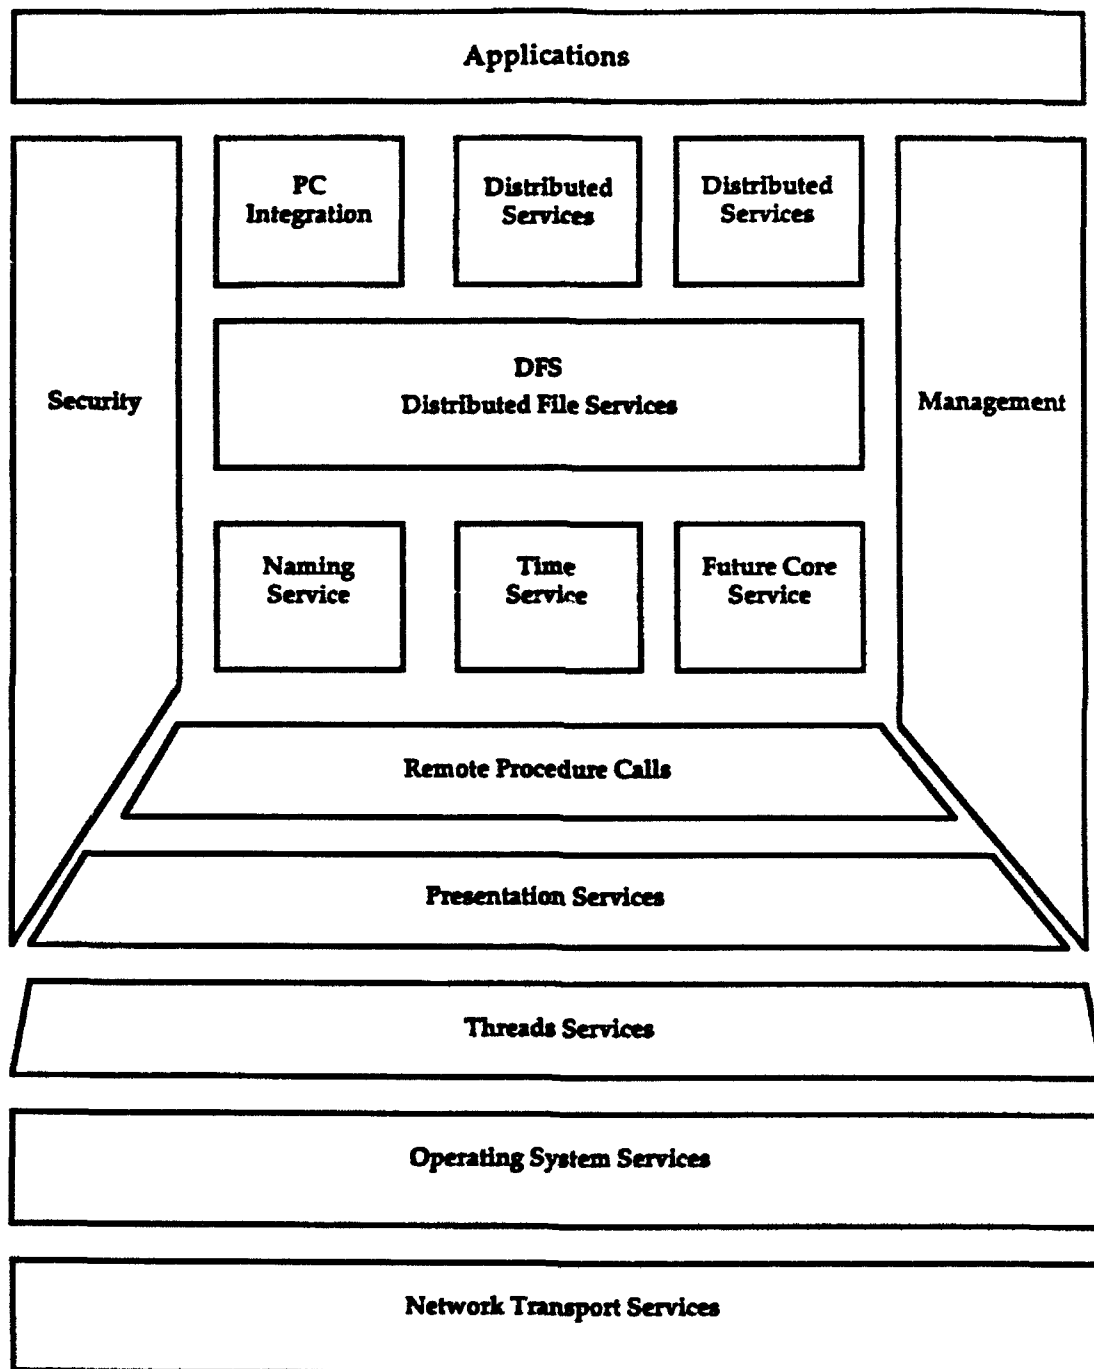 Applications
PC
Integration
Distributed
Services
Distributed
Services
Security
DFS
Distributed File Services
Management
Naming
Service
Time
Service
Future Core
Service
Remote Procedure Calls
Presentation Services
Threads Services
Operating System Services
Network Transport Services